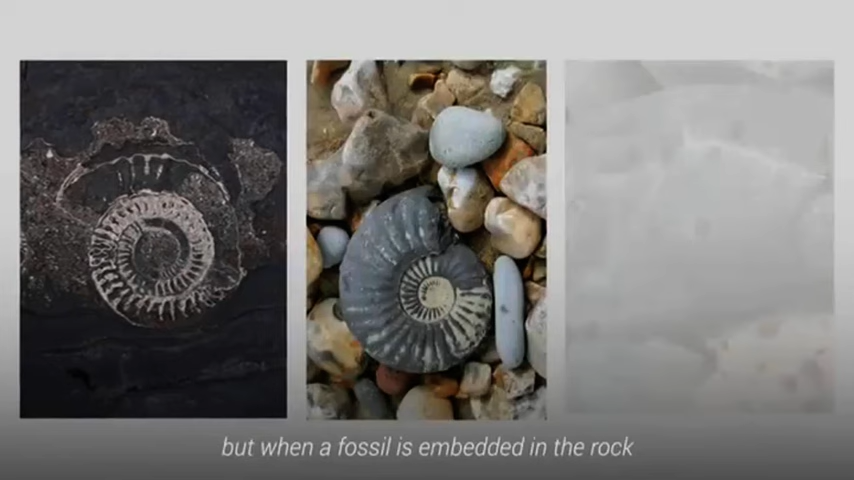 but when a fossil is embedded in the rock